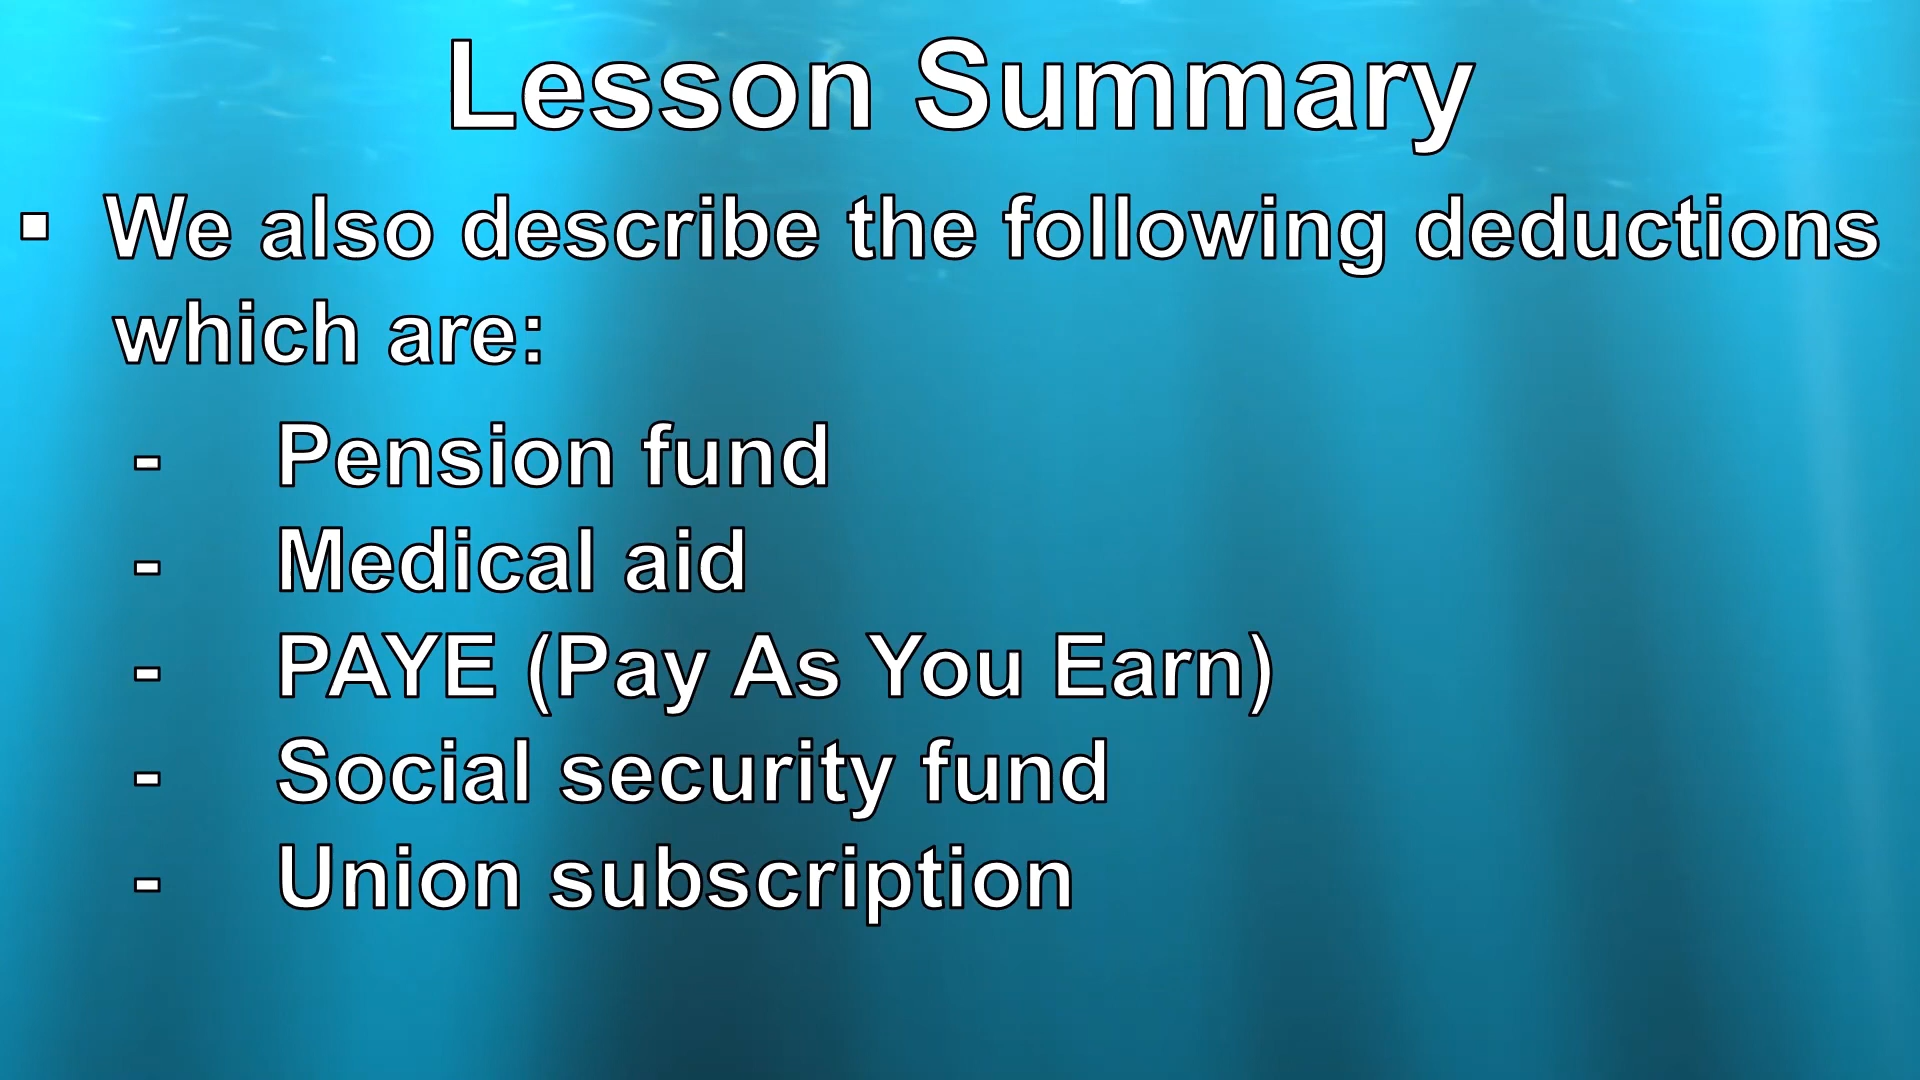 Lesson Summary
▪ We also describe the following deductions
which are:
- Pension fund
- Medical aid
- PAYE (Pay As You Earn)
- Social security fund
- Union subscription